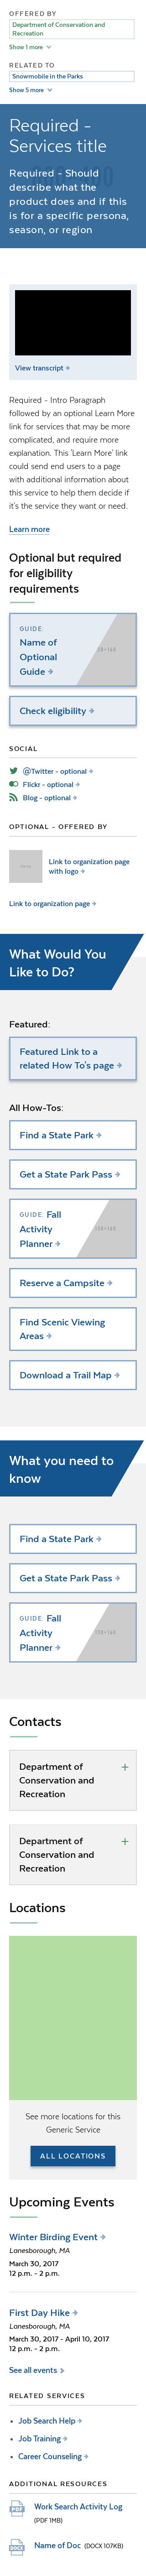 OFFERED BY
Department of Conservation and
Recreation
Show 1 more
RELATED TO
Snowmobile in the Parks
Show 5 more
Required -
Services title
Required - Should
describe what the
product does and if this
is for a specific persona,
season, or region
View transcript
Required - Intro Paragraph
followed by an optional Learn More
link for services that may be more
complicated, and require more
explanation. This 'Learn More' link
could send end users to a page
with additional information about
this service to help them decide if
it's the service they want or need.
Learn more
Optional but required
for eligibility
requirements
GUIDE
Name of
Optional
Guide
Check eligibility
SOCIAL
@Twitter - optional
Flickr - optional
Blog - optional
OPTIONAL - OFFERED BY
Link to organization page
with logo
Link to organization page
What Would You
Like to Do?
Featured:
Featured Link to a
related How To's page
All How-Tos:
Find a State Park
Get a State Park Pass
GUIDE Fall
Activity
Planner
Reserve a Campsite
Find Scenic Viewing
Areas
Download a Trail Map
What you need to
know
Find a State Park
Get a State Park Pass
GUIDE Fall
Activity
Planner
Contacts
Department of
Conservation and
Recreation
Department of
Conservation and
Recreation
Locations
See more locations for this
Generic Service
ALL LOCATIONS
Upcoming Events
Winter Birding Event
Lanesborough, MA
March 30, 2017
12 p.m. - 2 p.m.
First Day Hike
Lanesborough, MA
March 30, 2017 - April 10, 2017
12 p.m. - 2 p.m.
See all events
RELATED SERVICES
Job Search Help
Job Training
Career Counseling
ADDITIONAL RESOURCES
PDF Work Search Activity Log
(PDF 1MB)
DOCX Name of Doc (DOCX 107KB)